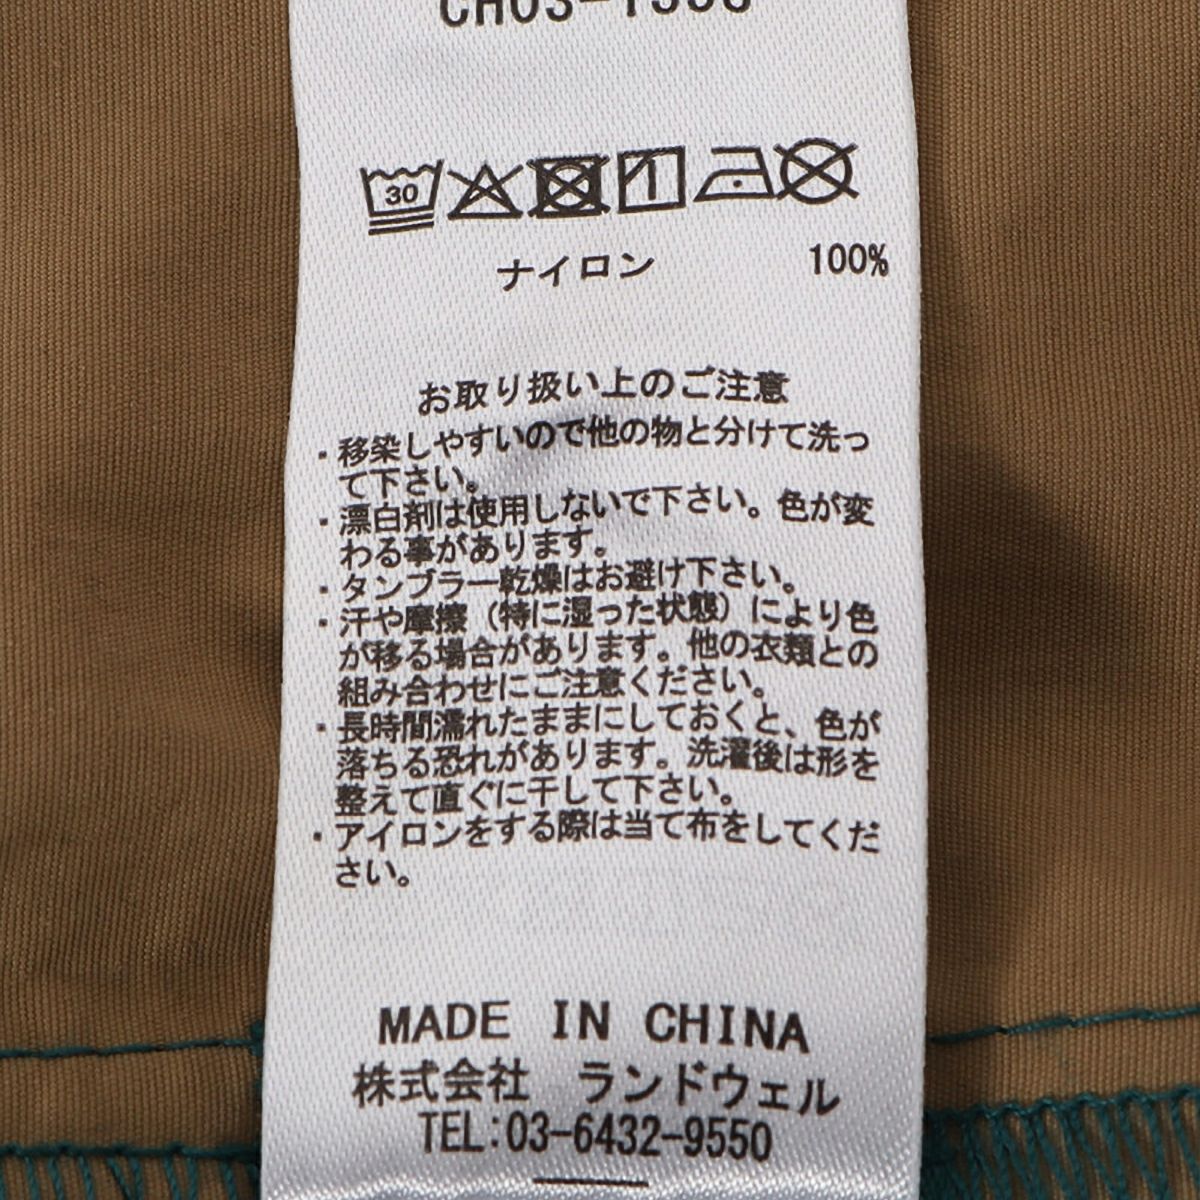 30
ナイロン 100%
お取り扱い上のご注意
・移染しやすいので他の物と分けて洗っ
て下さい。
・漂白剤は使用しないで下さい。色が変
わる事があります。
・タンブラー乾燥はお避け下さい。
・汗や摩擦（特に湿った状態）により色
が移る場合があります。他の衣類との
組み合わせにご注意ください。
・長時間濡れたままにしておくと、色が
落ちる恐れがあります。洗濯後は形を
整えて直ぐに干して下さい。
・アイロンをする際は当て布をしてくだ
さい。
MADE IN CHINA
株式会社 ランドウェル
TEL:03-6432-9550